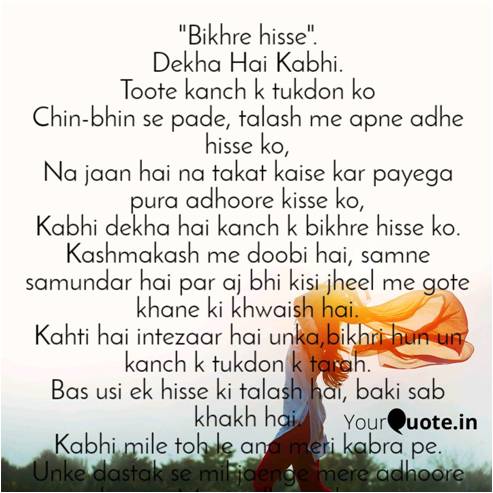 "Bikhre hisse".
Dekha Hai Kabhi.
Toote kanch k tukdon ko
Chin-bhin se pade, talash me apne adhe
hisse ko,
Na jaan hai na takat kaise kar payega
pura adhoore kisse ko,
Kabhi dekha hai kanch k bikhre hisse ko.
Kashmakash me doobi hai, samne
samundar hai par aj bhi kisi jheel me gote
khane ki khwaish hai.
Kahti hai intezaar hai unka,bikhri hun un
kanch k tukdon k tarah.
Bas usi ek hisse ki talash hai, baki sab
khakh hai.
YourQuote.in
Kabhi mile toh le ana meri kabra pe.
Unke dastak se mil jaenge mere adhoore